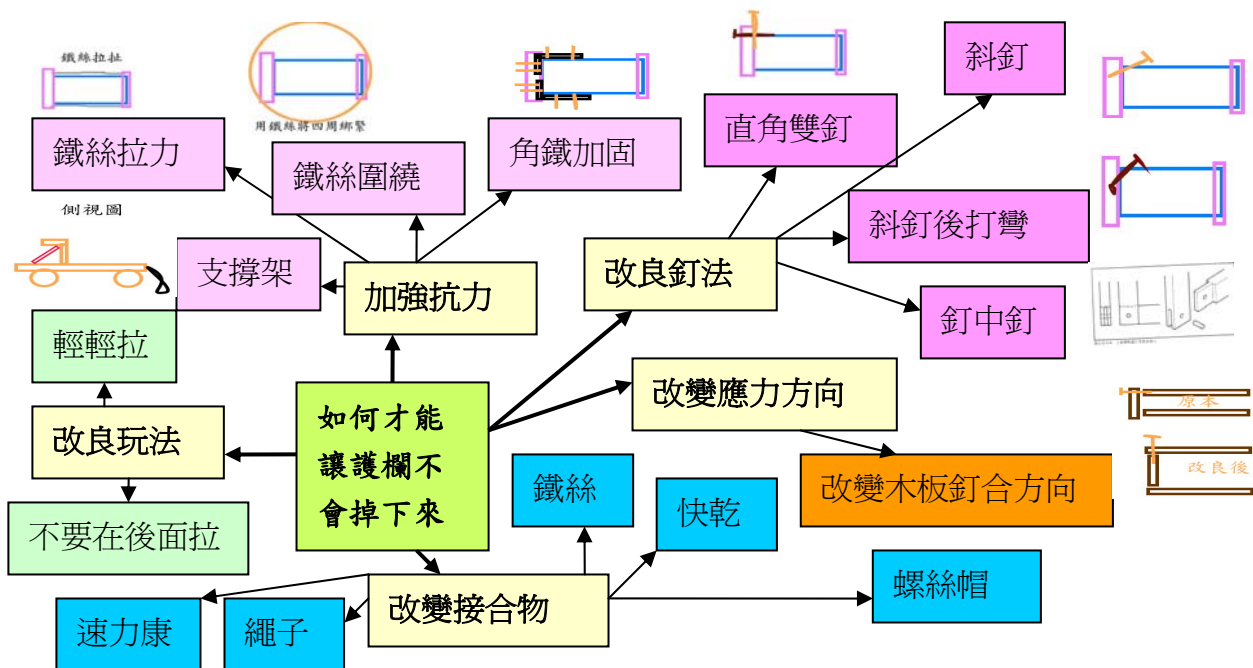 鐵絲拉扯
用鐵絲將四周綁緊
斜釘
直角雙釘
鐵絲拉力
鐵絲圍繞
角鐵加固
側視圖
斜釘後打彎
支撐架
加強抗力
改良釘法
釘中釘
輕輕拉
改變應力方向
原本
如何才能
讓護欄不
會掉下來
改良玩法
改良後
鐵絲
快乾
改變木板釘合方向
不要在後面拉
螺絲帽
改變接合物
速力康
繩子